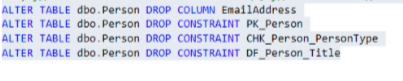 ALTER TABLE dbo.Person DROP COLUMN EmailAddress
ALTER TABLE dbo.Person DROP CONSTRAINT PK_Person
ALTER TABLE dbo.Person DROP CONSTRAINT CHK_Person_PersonType
ALTER TABLE dbo.Person DROP CONSTRAINT DF_Person_Title